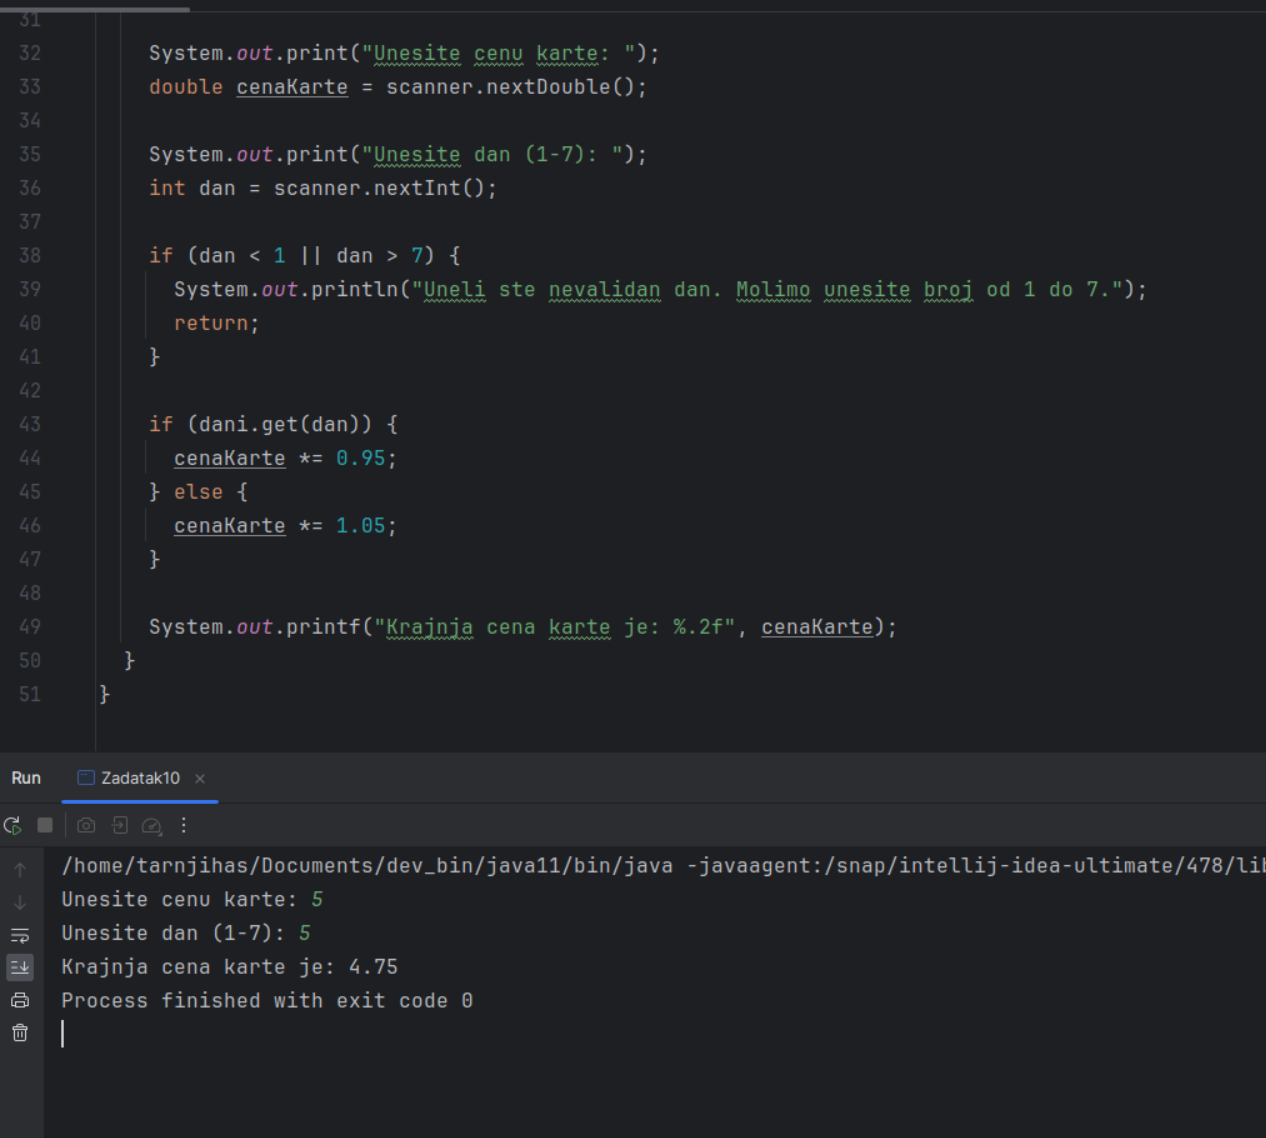 31
32 System.out.print("Unesite cenu karte: ");
33 double cenaKarte = scanner.nextDouble();
34
35 System.out.print("Unesite dan (1-7): ");
36 int dan = scanner.nextInt();
37
38 if (dan < 1 || dan > 7) {
39 System.out.println("Uneli ste nevalidan dan. Molimo unesite broj od 1 do 7.");
40 return;
41 }
42
43 if (dani.get(dan)) {
44 cenaKarte *= 0.95;
45 } else {
46 cenaKarte *= 1.05;
47 }
48
49 System.out.printf("Krajnja cena karte je: %.2f", cenaKarte);
50 }
51 }
Run Zadatak10
/home/tarnjihas/Documents/dev_bin/java11/bin/java -javaagent:/snap/intellij-idea-ultimate/478/lib
Unesite cenu karte: 5
Unesite dan (1-7): 5
Krajnja cena karte je: 4.75
Process finished with exit code 0